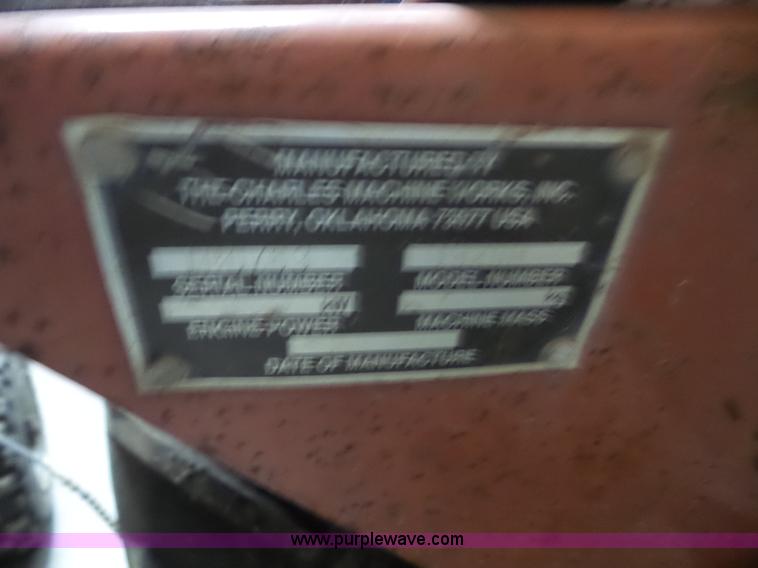 MANUFACTURED BY
THE CHARLES MACHINE WORKS, INC.
PERRY, OKLAHOMA 73077 USA
SERIAL NUMBER MODEL NUMBER
KW KG
ENGINE POWER MACHINE MASS
DATE OF MANUFACTURE
www.purplewave.com